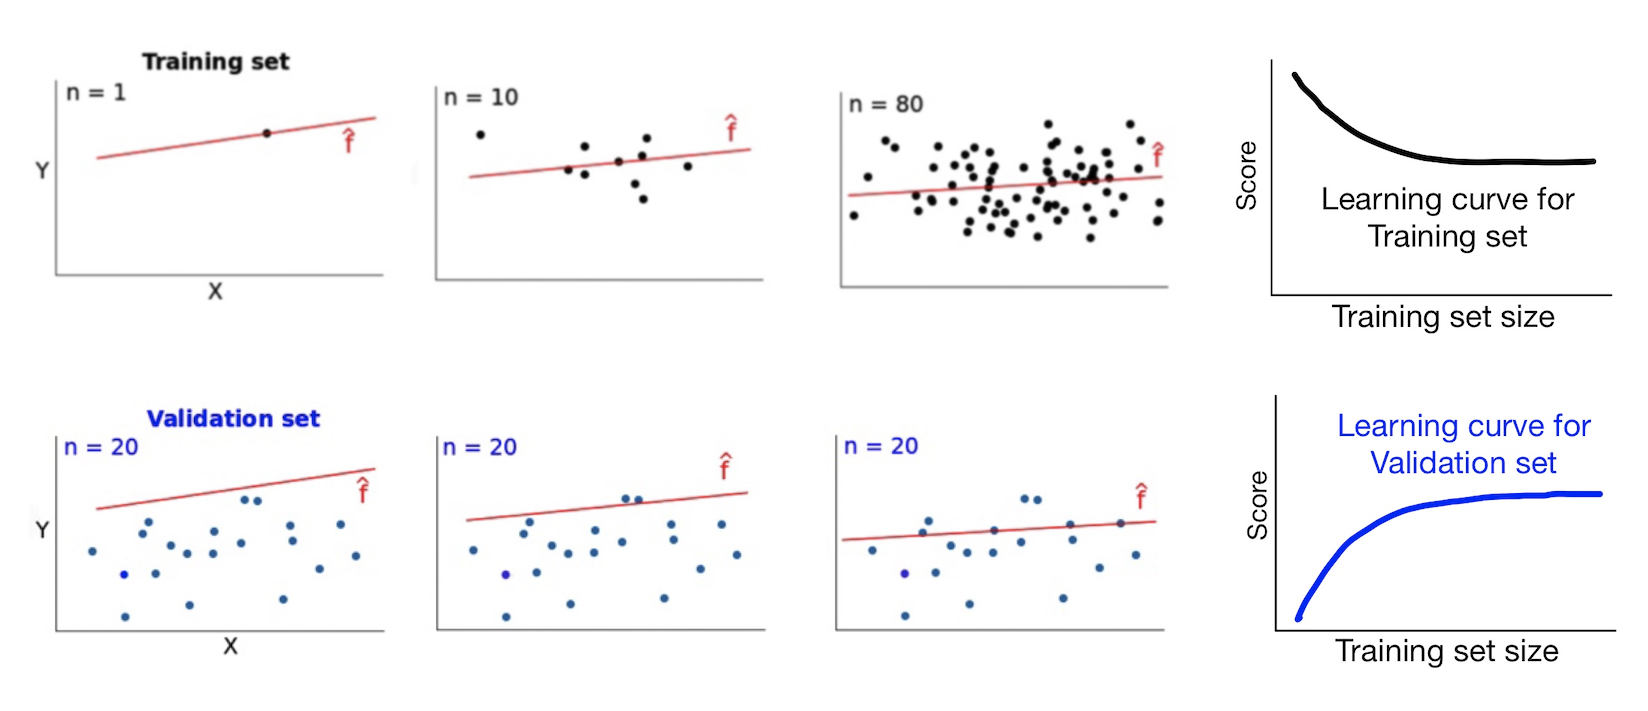 Training set
n = 1
f̂
Y
X
n = 10
f̂
n = 80
f̂
Score
Learning curve for
Training set
Training set size
Validation set
n = 20
f̂
Y
X
n = 20
f̂
n = 20
f̂
Score
Learning curve for
Validation set
Training set size